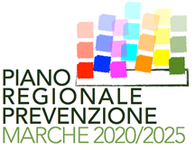 PIANO
REGIONALE
PREVENZIONE
MARCHE 2020/2025